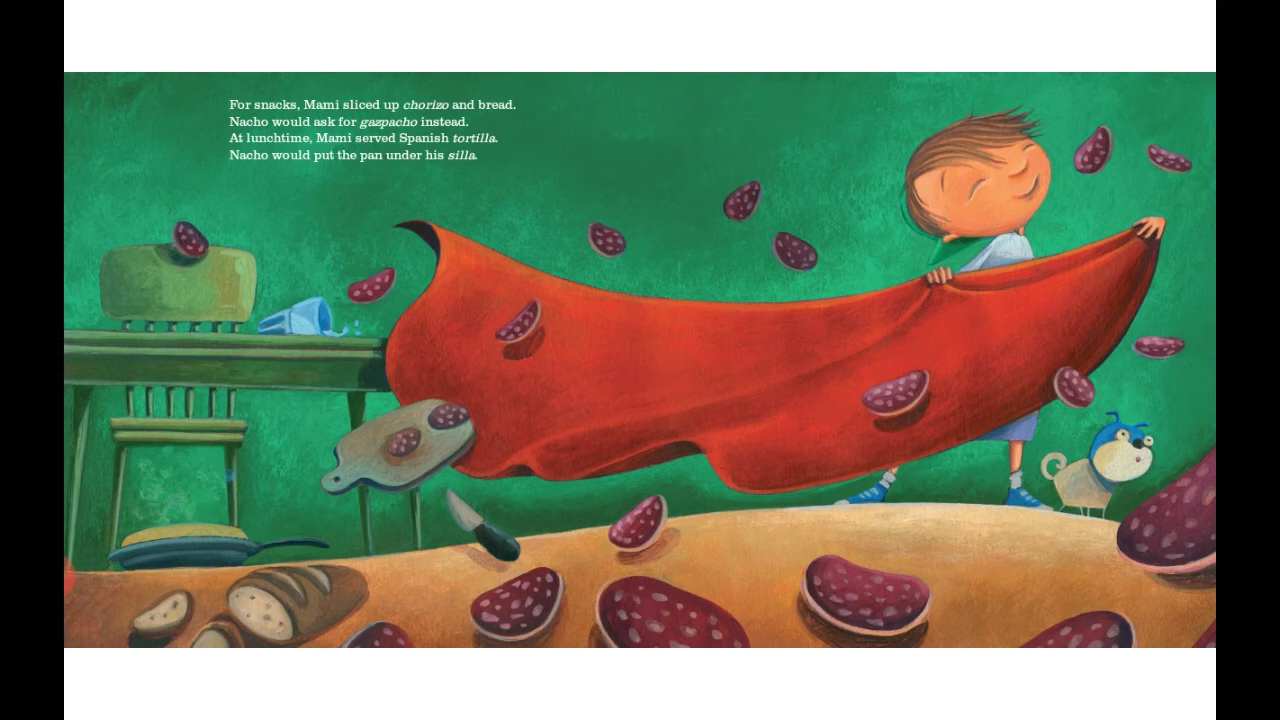 For snacks, Mami sliced up chorizo and bread.
Nacho would ask for gazpacho instead.
At lunchtime, Mami served Spanish tortilla.
Nacho would put the pan under his silla.